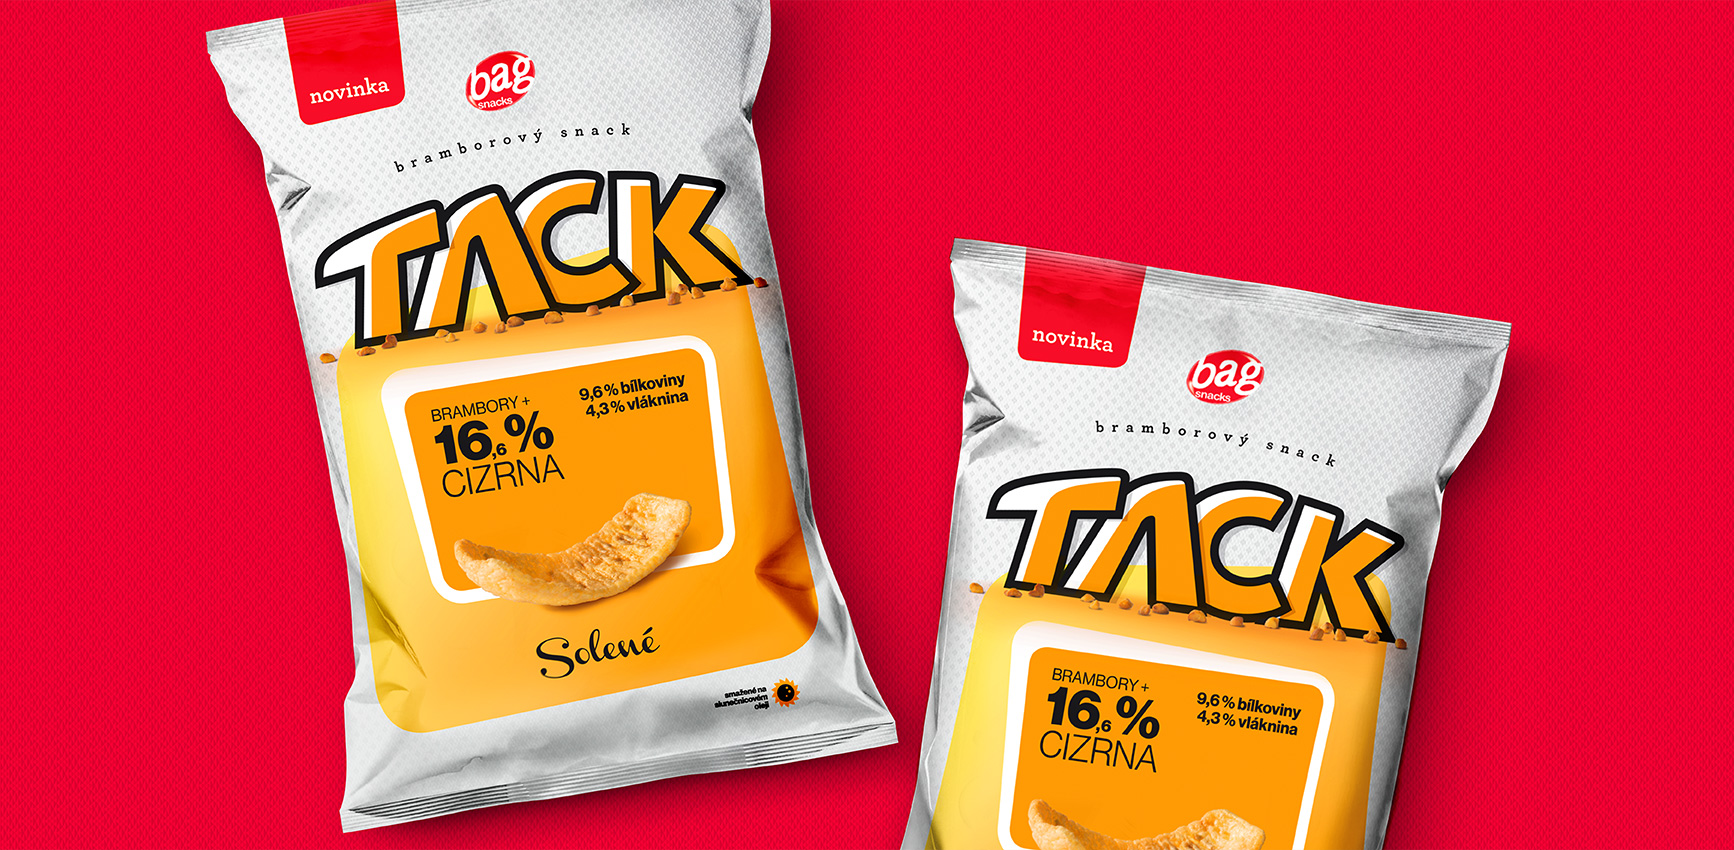 novinka
bag
snacks
bramborový snack
TACK
BRAMBORY +
16,6%
CIZRNA
9,6% bílkoviny
4,3% vláknina
Solené
smažené na
slunečnicovém
oleji
novinka
bag
snacks
bramborový snack
TACK
BRAMBORY +
16,6%
CIZRNA
9,6% bílkoviny
4,3% vláknina